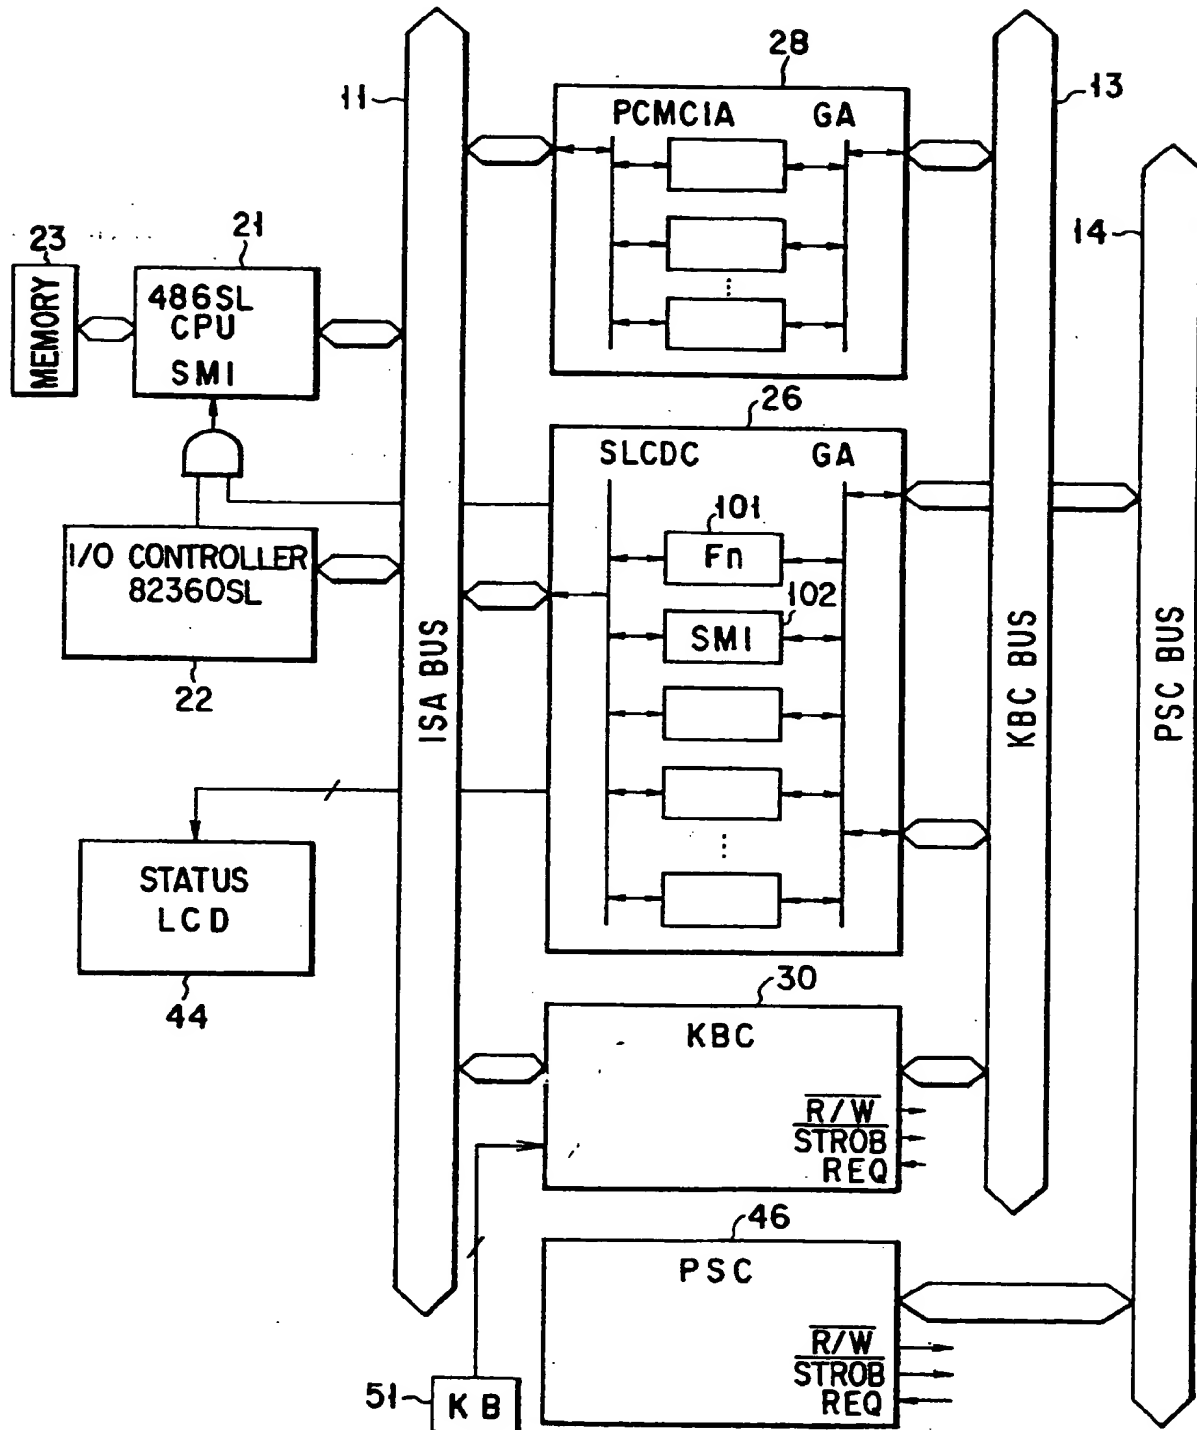 28
11
PCMCIA GA
13
14
23
21
MEMORY
486SL
CPU
SMI
26
SLCDC GA
101
Fn
102
SMI
I/O CONTROLLER
82360SL
22
ISA BUS
KBC BUS
PSC BUS
STATUS
LCD
44
30
KBC
R/W
STROB
REQ
46
PSC
R/W
STROB
REQ
51
KB